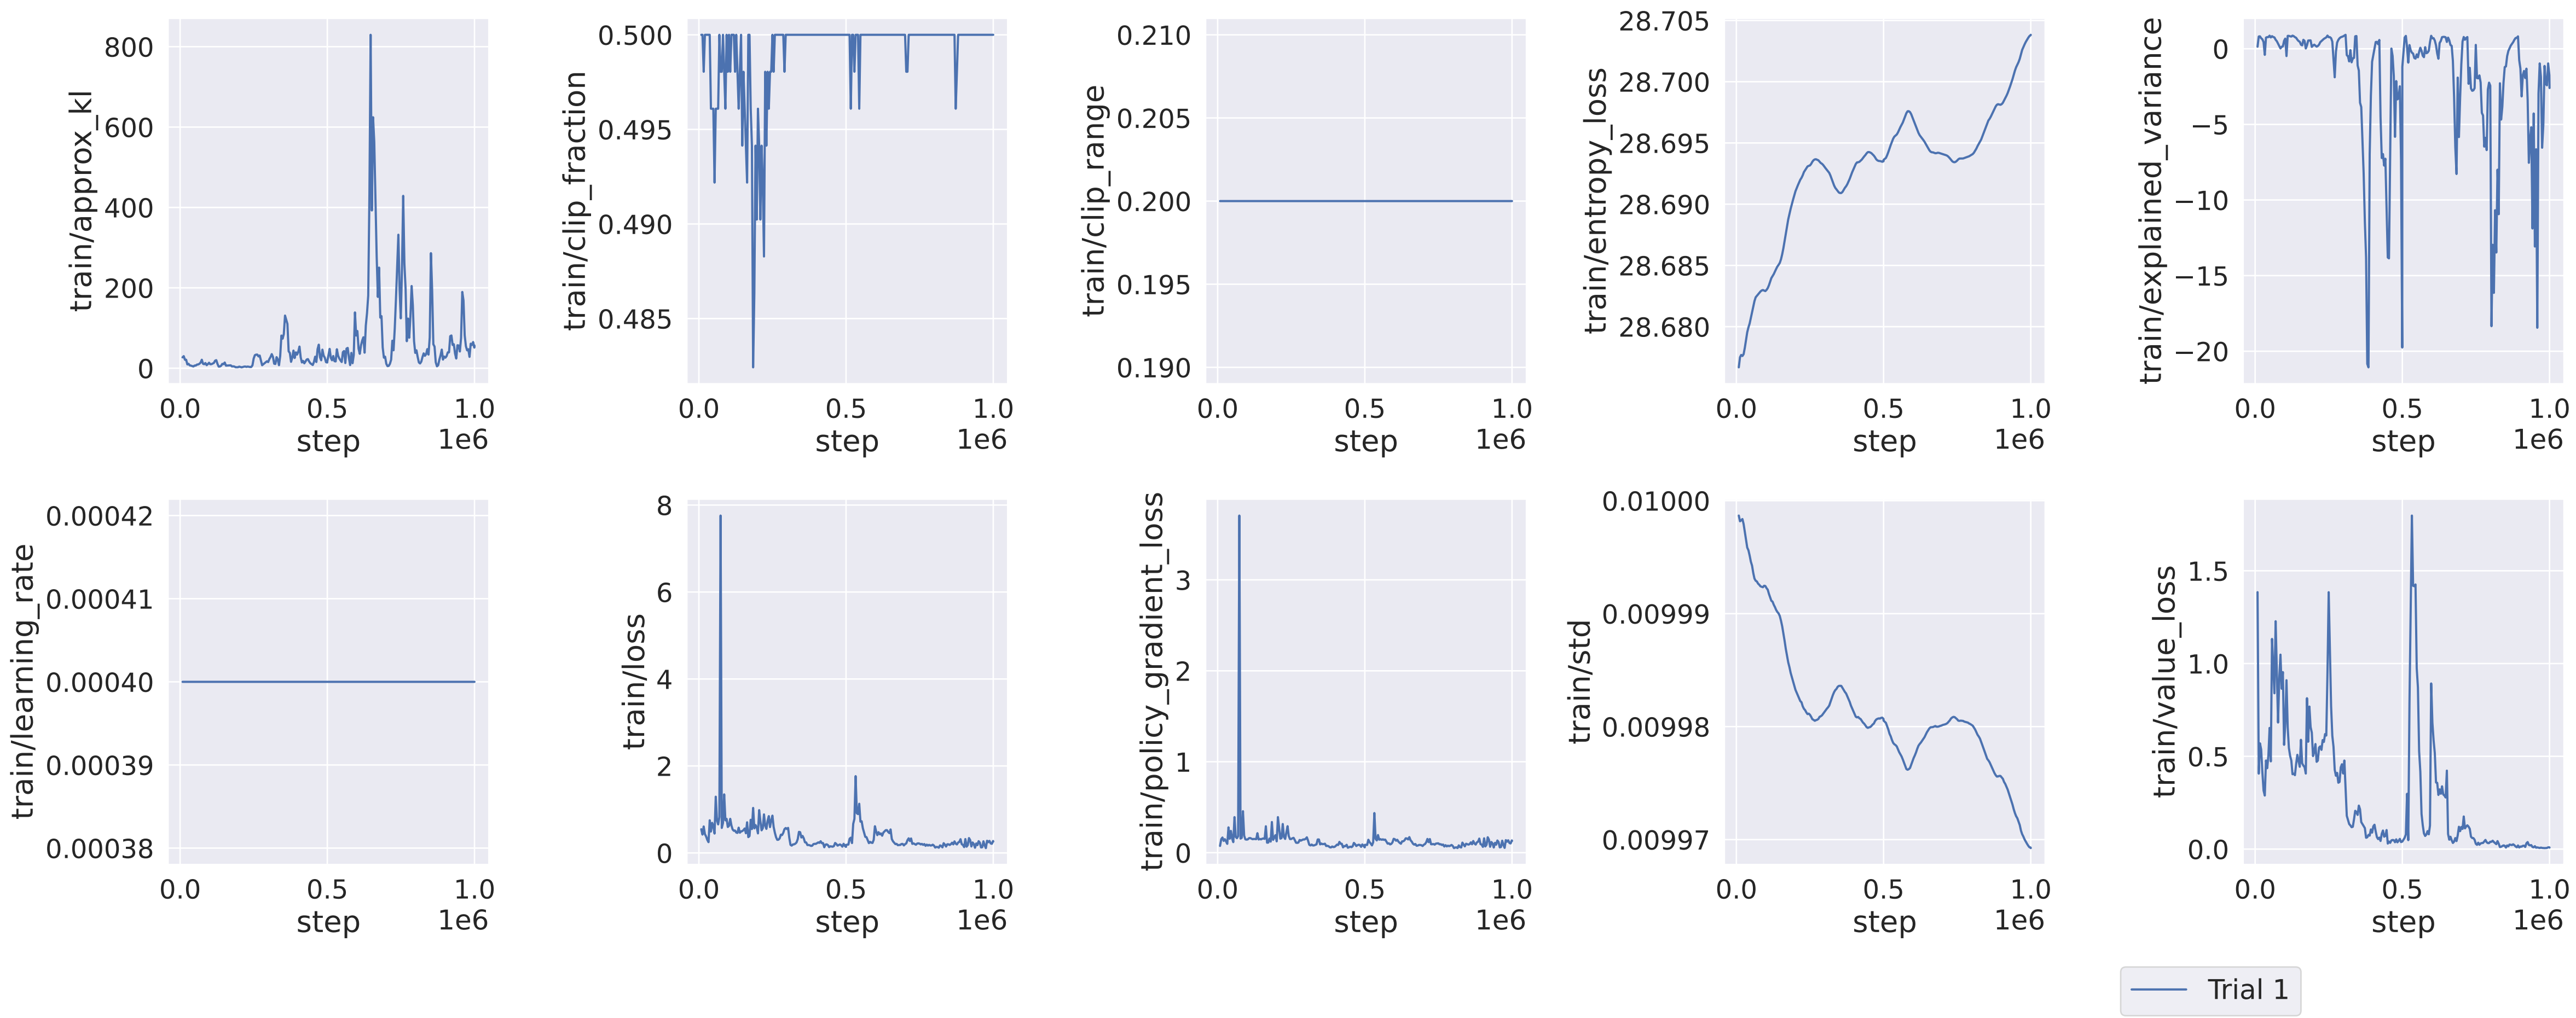 train/approx_kl
800
600
400
200
0
0.0 0.5 1.0
step
1e6
train/clip_fraction
0.500
0.495
0.490
0.485
0.0 0.5 1.0
step
1e6
train/clip_range
0.210
0.205
0.200
0.195
0.190
0.0 0.5 1.0
step
1e6
train/entropy_loss
28.705
28.700
28.695
28.690
28.685
28.680
0.0 0.5 1.0
step
1e6
train/explained_variance
0
−5
−10
−15
−20
0.0 0.5 1.0
step
1e6
train/learning_rate
0.00042
0.00041
0.00040
0.00039
0.00038
0.0 0.5 1.0
step
1e6
train/loss
8
6
4
2
0
0.0 0.5 1.0
step
1e6
train/policy_gradient_loss
3
2
1
0
0.0 0.5 1.0
step
1e6
train/std
0.01000
0.00999
0.00998
0.00997
0.0 0.5 1.0
step
1e6
train/value_loss
1.5
1.0
0.5
0.0
0.0 0.5 1.0
step
1e6
Trial 1